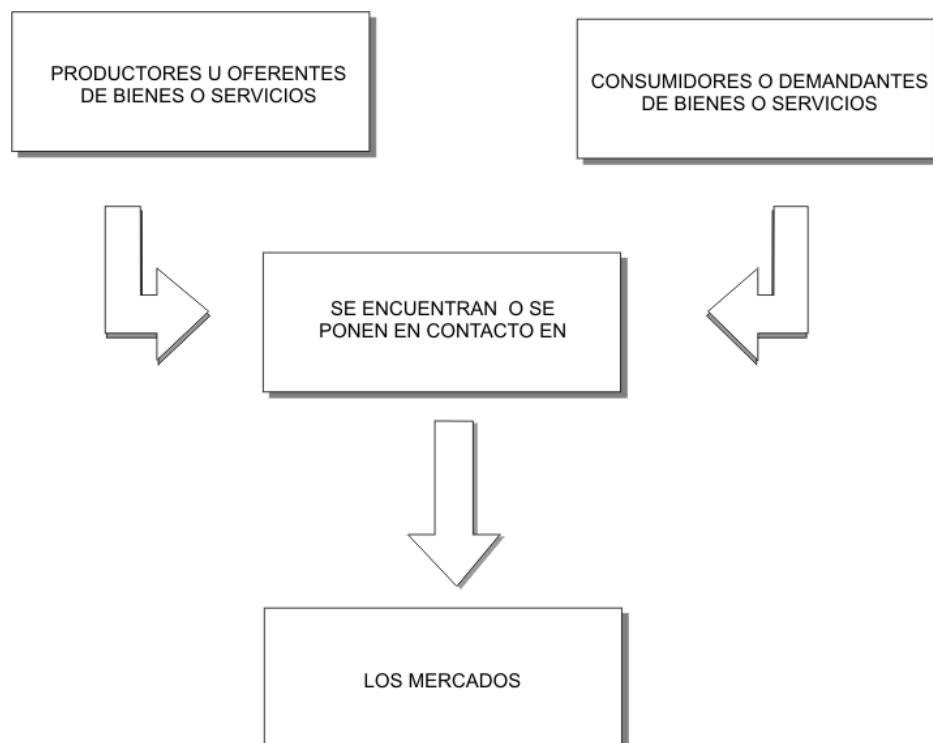 PRODUCTORES U OFERENTES
DE BIENES O SERVICIOS
CONSUMIDORES O DEMANDANTES
DE BIENES O SERVICIOS
SE ENCUENTRAN O SE
PONEN EN CONTACTO EN
LOS MERCADOS